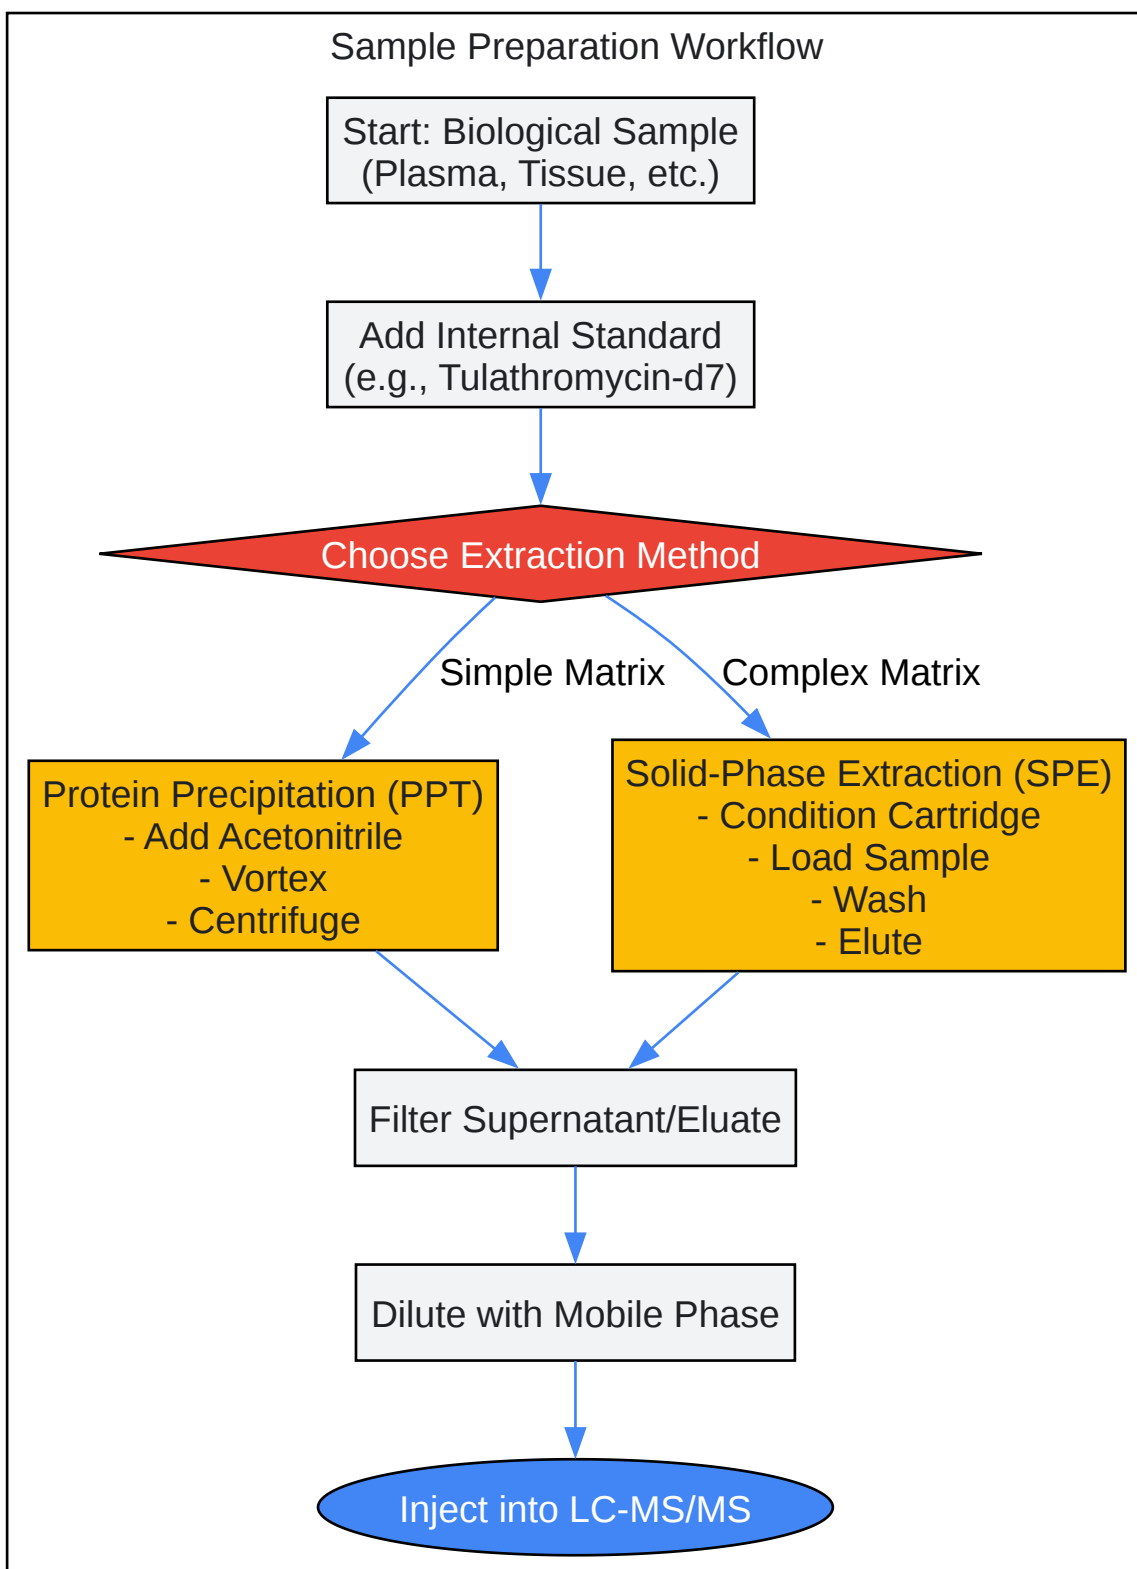 Sample Preparation Workflow
Start: Biological Sample
(Plasma, Tissue, etc.)
Add Internal Standard
(e.g., Tulathromycin-d7)
Choose Extraction Method
Simple Matrix
Complex Matrix
Protein Precipitation (PPT)
- Add Acetonitrile
- Vortex
- Centrifuge
Solid-Phase Extraction (SPE)
- Condition Cartridge
- Load Sample
- Wash
- Elute
Filter Supernatant/Eluate
Dilute with Mobile Phase
Inject into LC-MS/MS